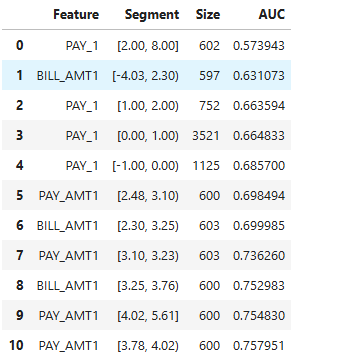 Feature Segment Size AUC
0 PAY_1 [2.00, 8.00] 602 0.573943
1 BILL_AMT1 [-4.03, 2.30) 597 0.631073
2 PAY_1 [1.00, 2.00) 752 0.663594
3 PAY_1 [0.00, 1.00) 3521 0.664833
4 PAY_1 [-1.00, 0.00) 1125 0.685700
5 PAY_AMT1 [2.48, 3.10) 600 0.698494
6 BILL_AMT1 [2.30, 3.25) 603 0.699985
7 PAY_AMT1 [3.10, 3.23) 603 0.736260
8 BILL_AMT1 [3.25, 3.76) 600 0.752983
9 PAY_AMT1 [4.02, 5.61] 600 0.754830
10 PAY_AMT1 [3.78, 4.02) 600 0.757951